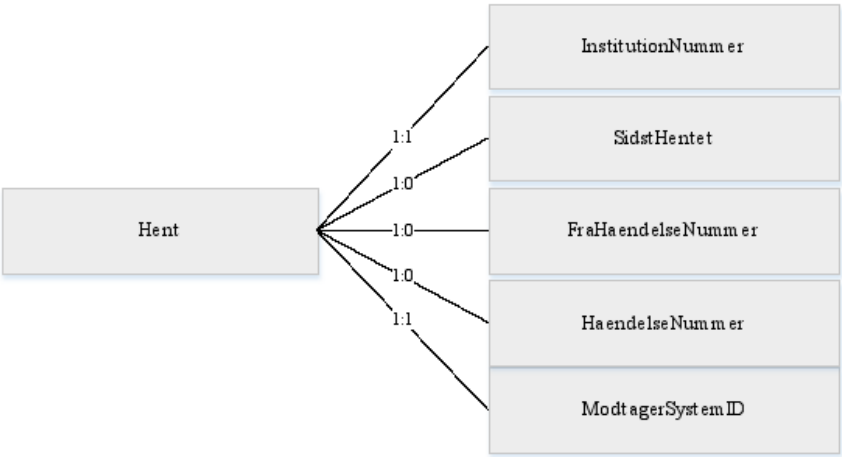 InstitutionNummer
1:1
SidstHentet
1:0
Hent
1:0
FraHaendelseNummer
1:0
HaendelseNummer
1:1
ModtagerSystemID